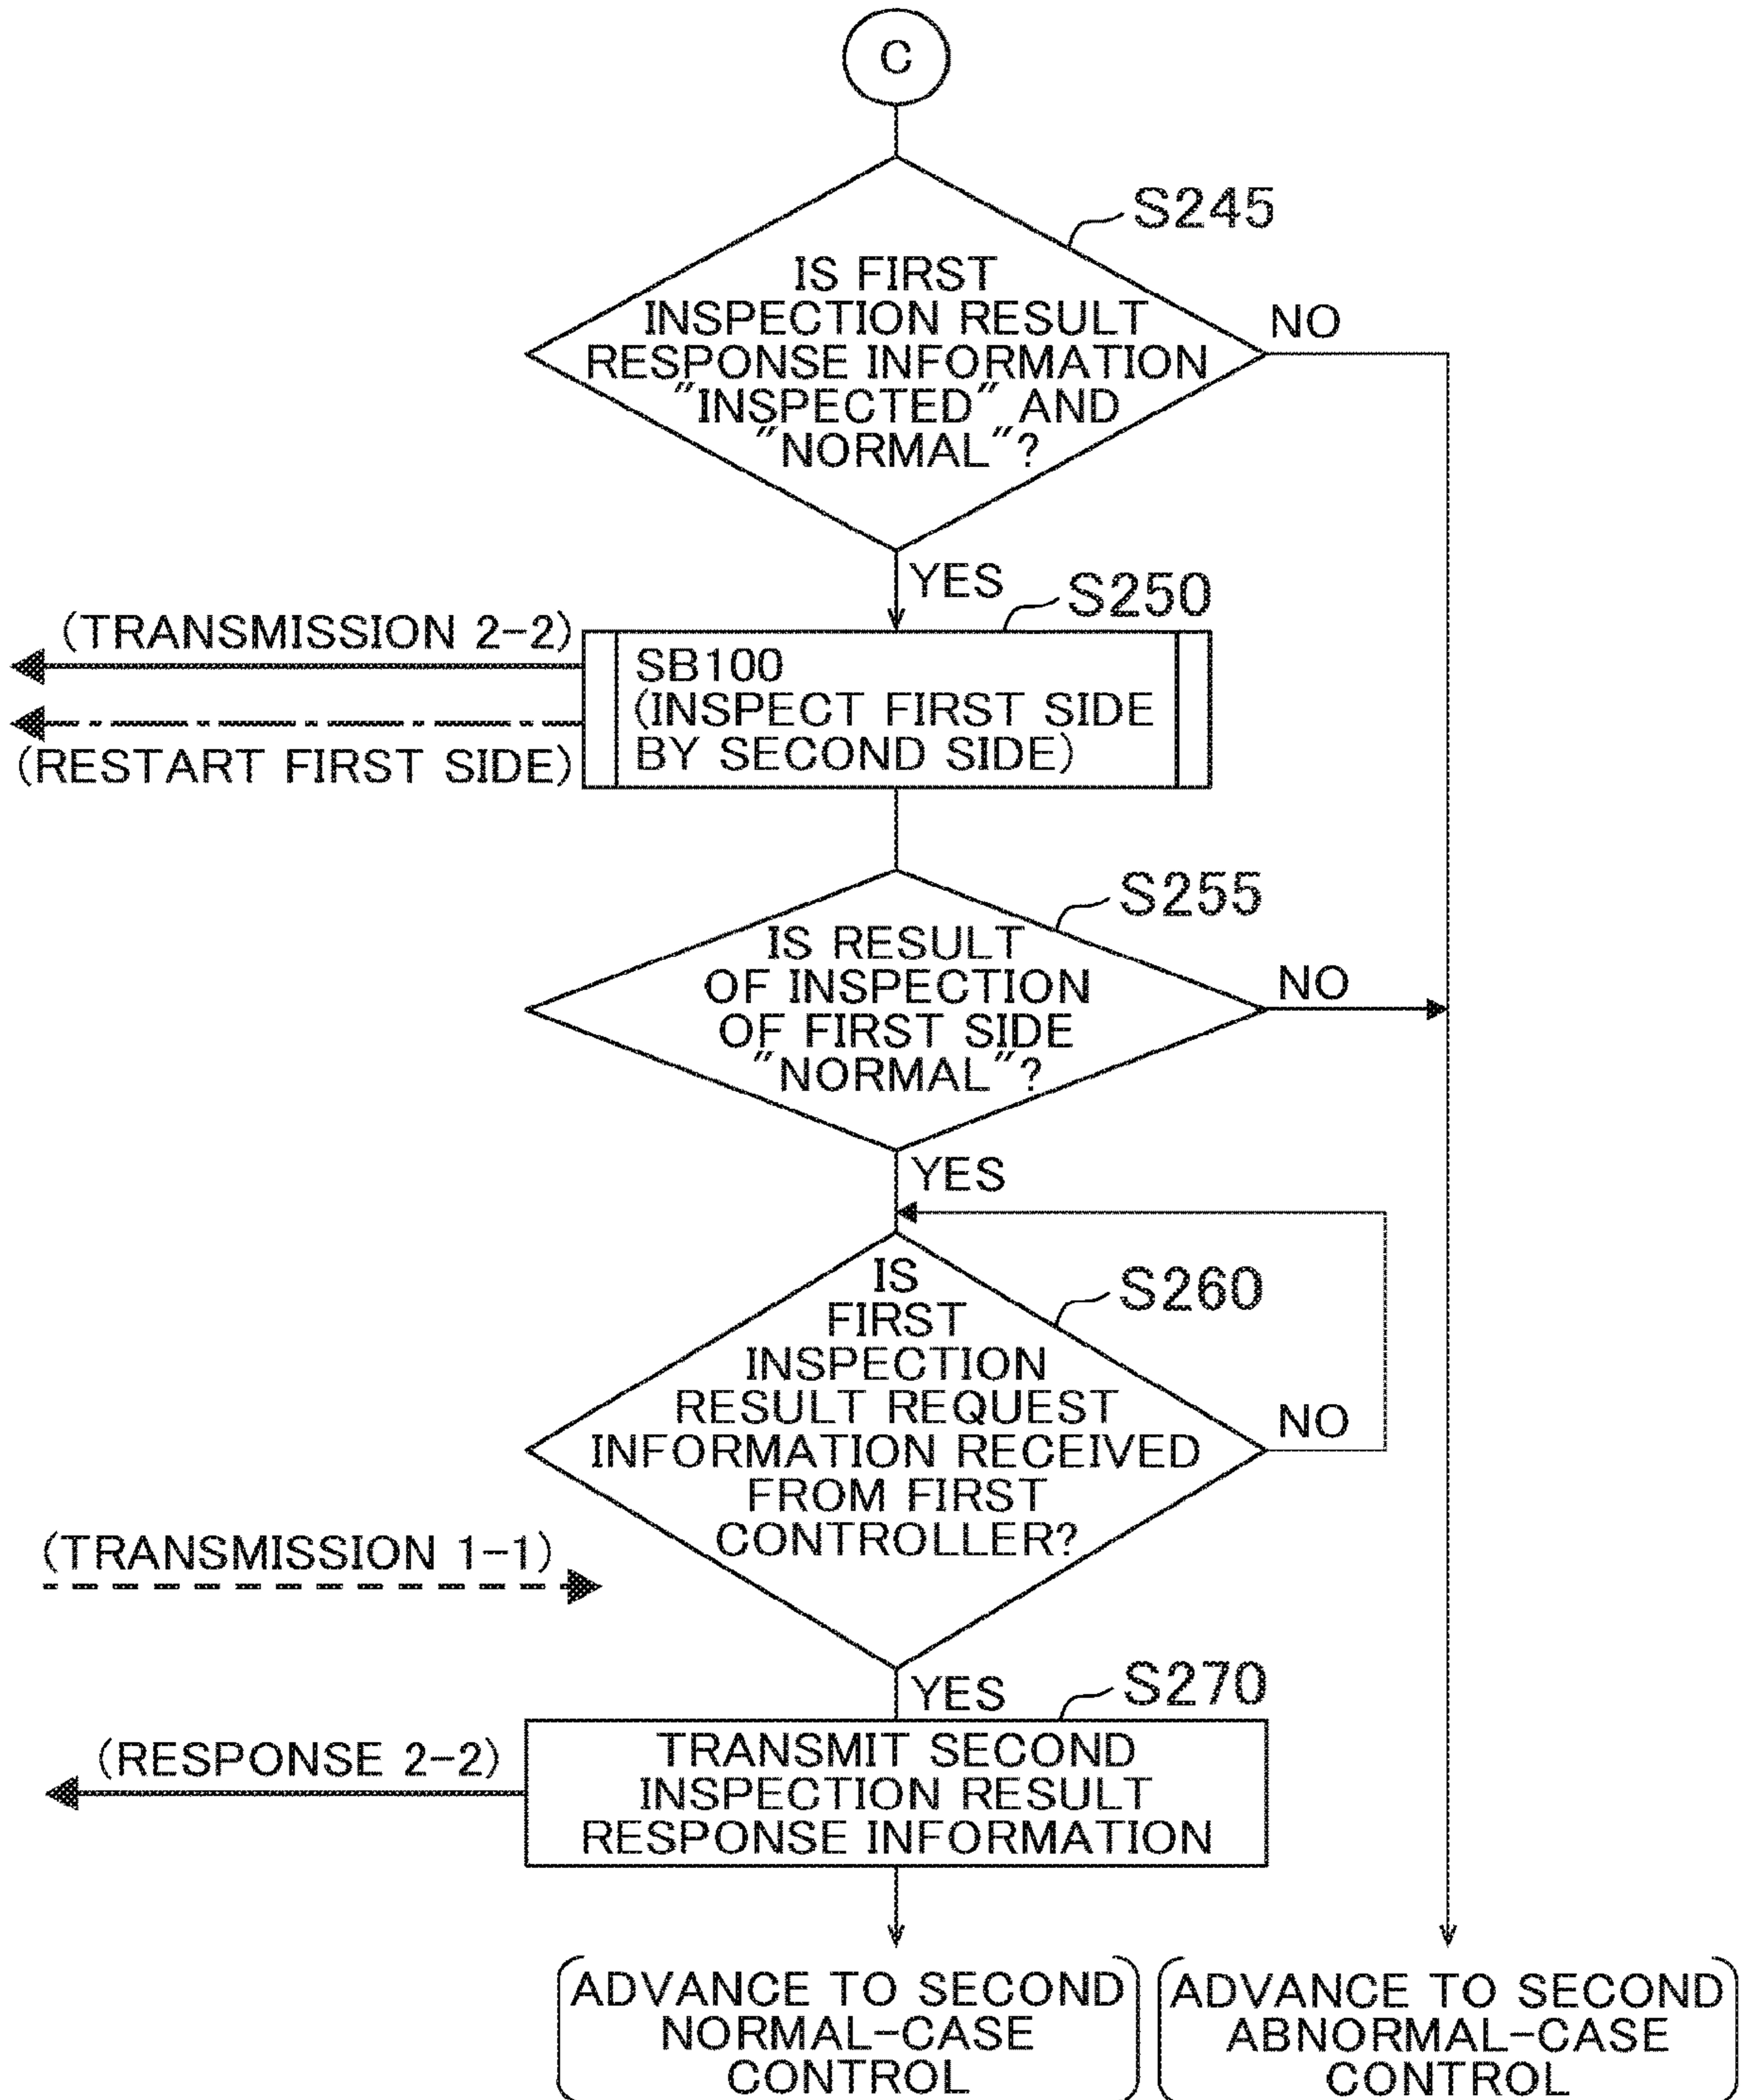 C
S245
IS FIRST
INSPECTION RESULT
RESPONSE INFORMATION
"INSPECTED" AND
"NORMAL"?
NO
YES
S250
(TRANSMISSION 2-2)
SB100
(INSPECT FIRST SIDE
BY SECOND SIDE)
(RESTART FIRST SIDE)
S255
IS RESULT
OF INSPECTION
OF FIRST SIDE
"NORMAL"?
NO
YES
S260
IS
FIRST
INSPECTION
RESULT REQUEST
INFORMATION RECEIVED
FROM FIRST
CONTROLLER?
NO
(TRANSMISSION 1-1)
YES
S270
(RESPONSE 2-2)
TRANSMIT SECOND
INSPECTION RESULT
RESPONSE INFORMATION
ADVANCE TO SECOND
NORMAL-CASE
CONTROL
ADVANCE TO SECOND
ABNORMAL-CASE
CONTROL